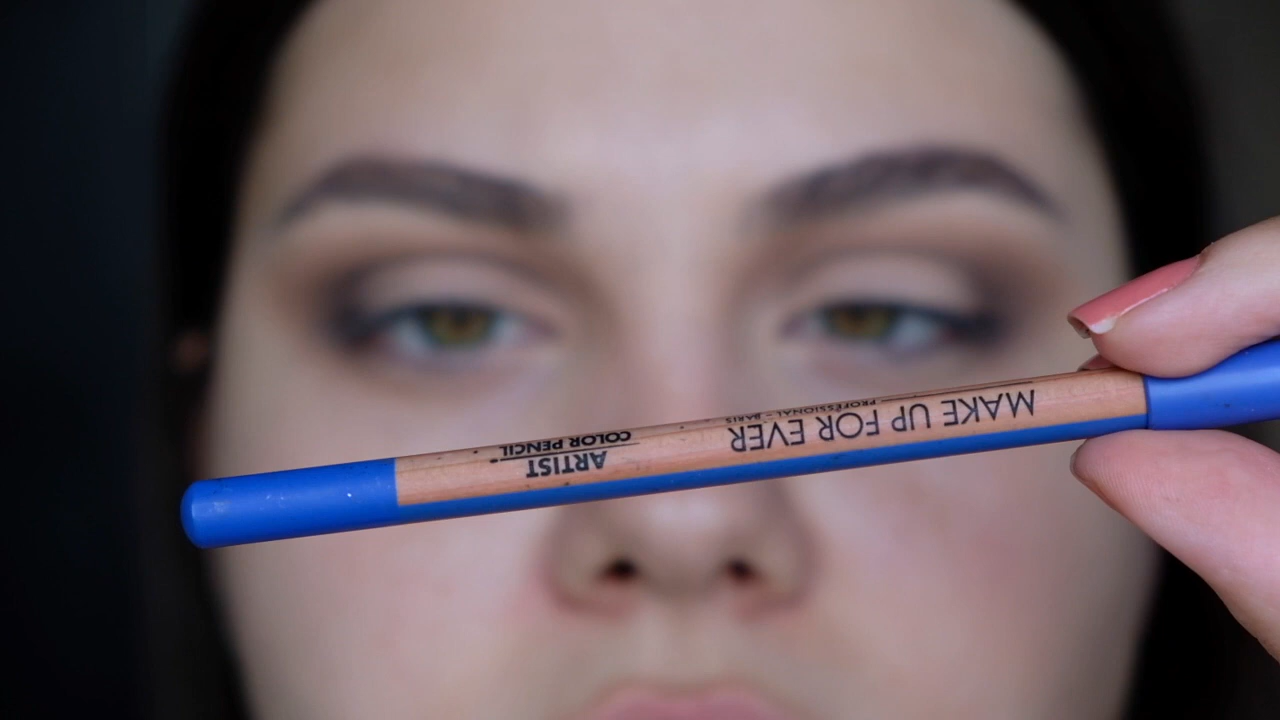 MAKE UP FOR EVER
PROFESSIONAL - PARIS
ARTIST
COLOR PENCIL